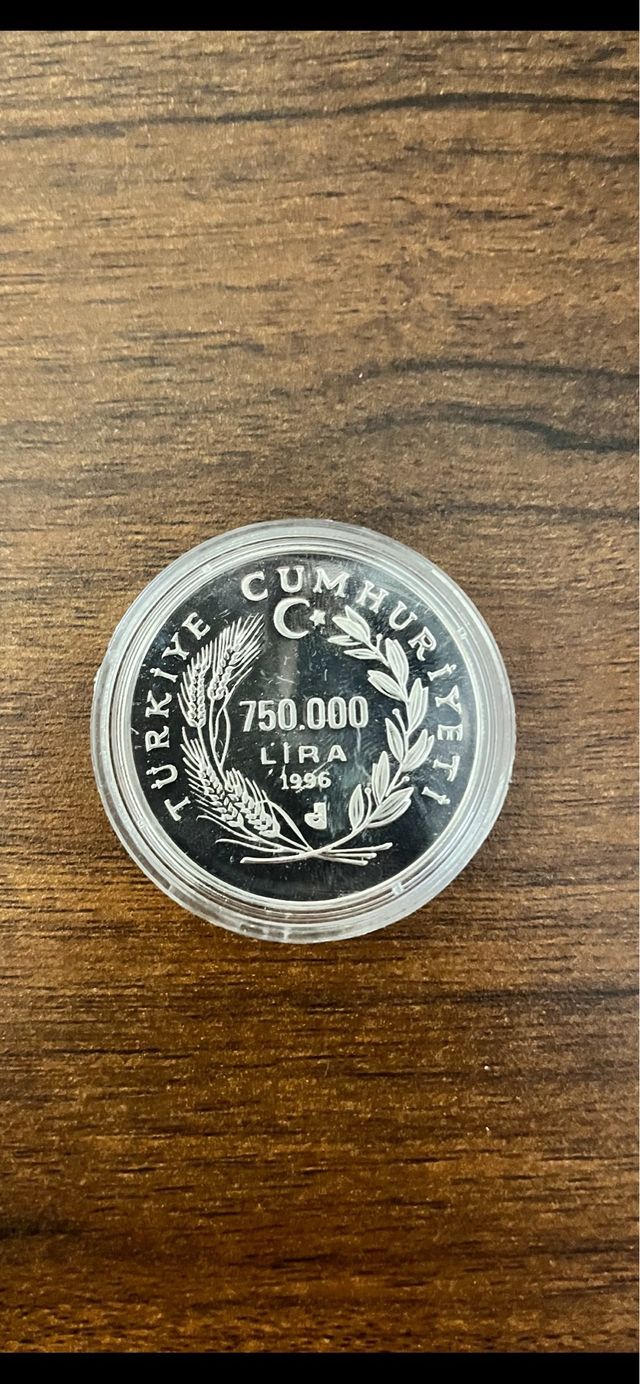 TÜRKİYE CUMHURİYETİ
750.000
LİRA
1996